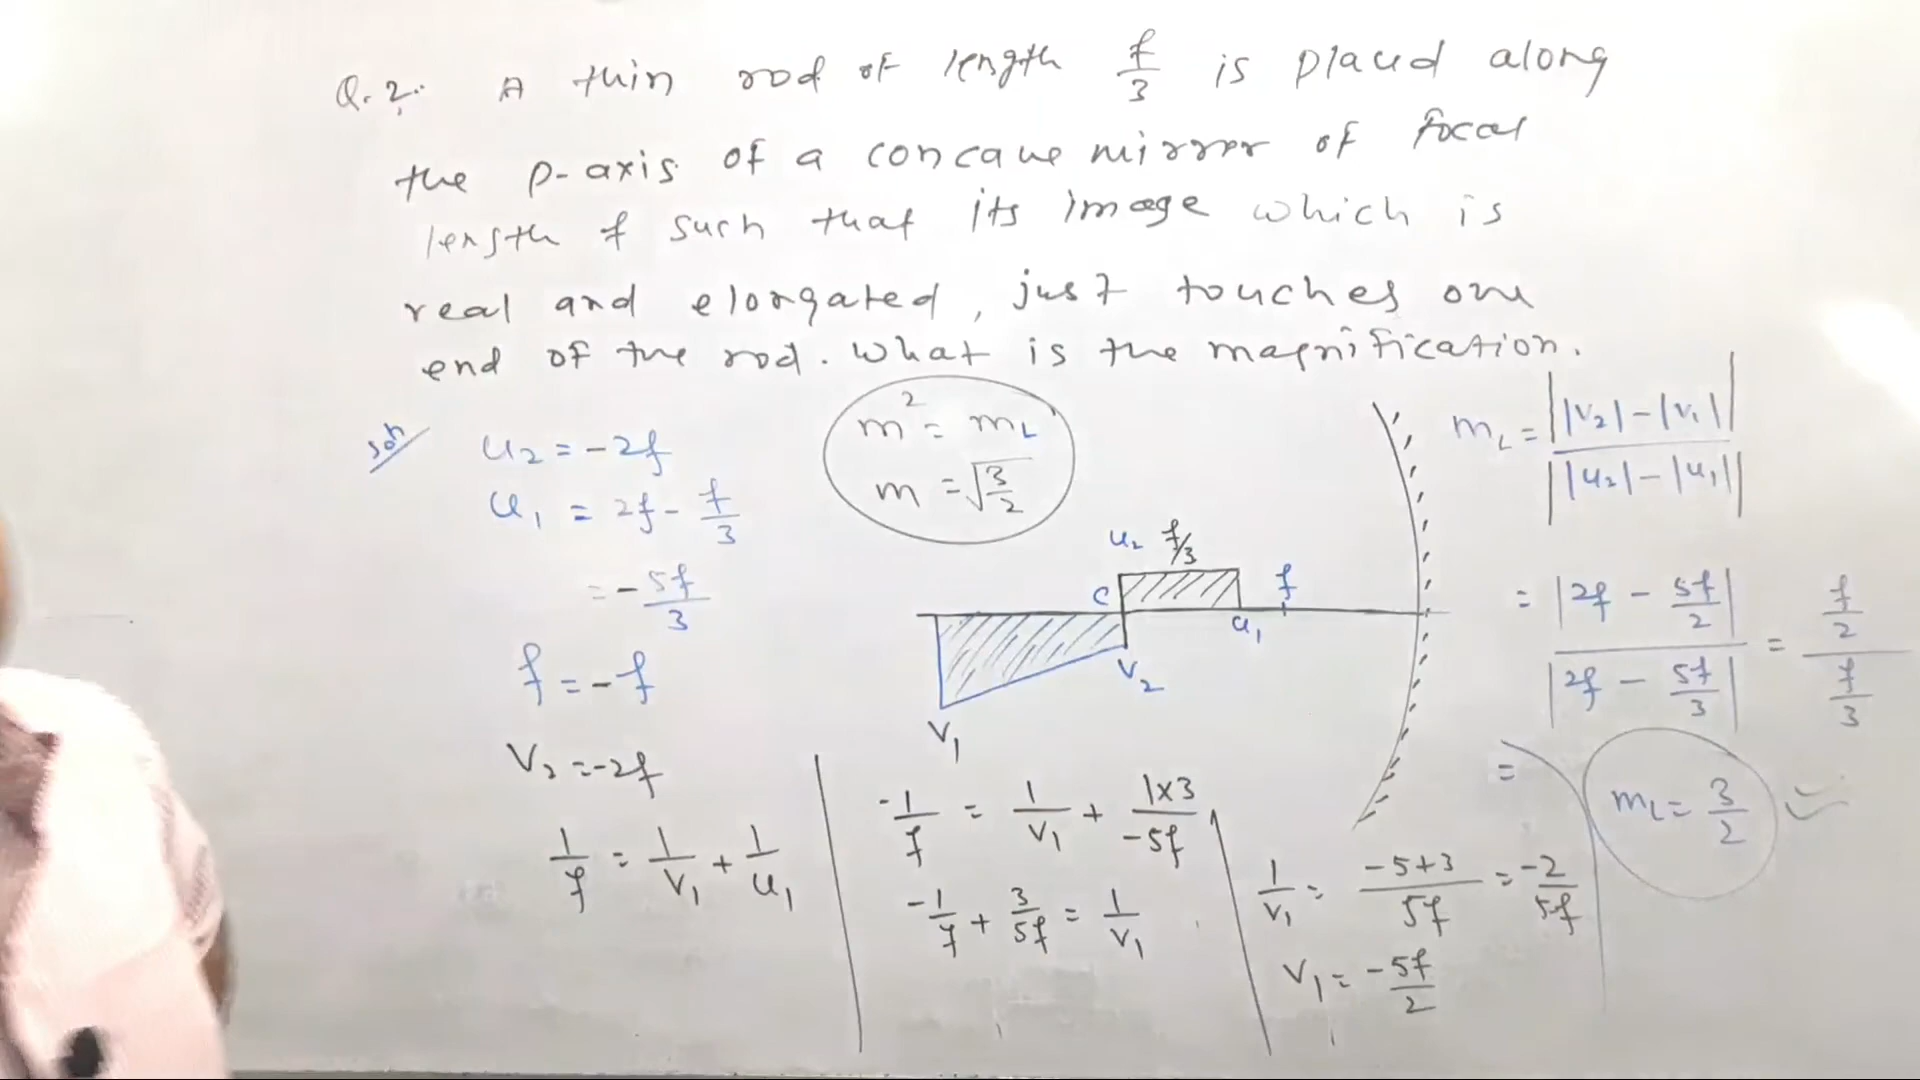 Q.2. A thin rod of length f/3 is placed along
the p-axis of a concave mirror of focal
length f such that its image which is
real and elongated, just touches one
end of the rod. What is the magnification.
Soln
u₂ = -2f
u₁ = 2f - f/3
= -5f/3
f = -f
V₂ = -2f
1/f = 1/V₁ + 1/u₁
m² = mL
m = √(3/2)
u₂ f/3
C f
u₁
V₂
V₁
-1/f = 1/V₁ + 1×3/-5f
-1/f + 3/5f = 1/V₁
1/V₁ = -5+3/5f = -2/5f
V₁ = -5f/2
mL = ||V₂| - |V₁|| / ||u₂| - |u₁||
= |2f - 5f/2| / |2f - 5f/3| = f/2 / f/3
= mL = 3/2